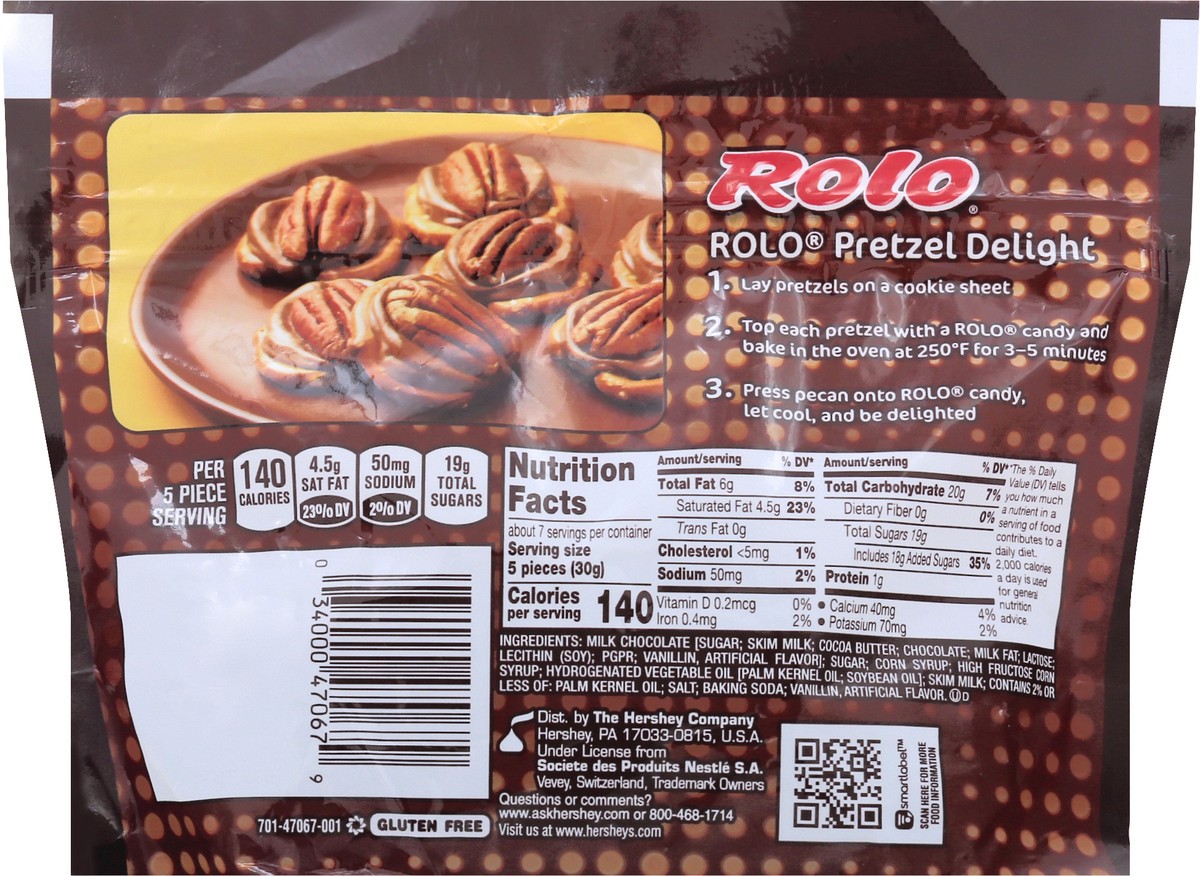 ROLO®
ROLO® Pretzel Delight
1. Lay pretzels on a cookie sheet
2. Top each pretzel with a ROLO® candy and
bake in the oven at 250°F for 3–5 minutes
3. Press pecan onto ROLO® candy,
let cool, and be delighted
PER
5 PIECE
SERVING
140
CALORIES
4.5g
SAT FAT
23% DV
50mg
SODIUM
2% DV
19g
TOTAL
SUGARS
Nutrition
Facts
about 7 servings per container
Serving size
5 pieces (30g)
Calories
per serving 140
Amount/serving % DV*
Total Fat 6g 8%
Saturated Fat 4.5g 23%
Trans Fat 0g
Cholesterol <5mg 1%
Sodium 50mg 2%
Vitamin D 0.2mcg 0% •
Iron 0.4mg 2% •
Amount/serving % DV*
Total Carbohydrate 20g 7%
Dietary Fiber 0g 0%
Total Sugars 19g
Includes 18g Added Sugars 35%
Protein 1g
Calcium 40mg 4%
Potassium 70mg 2%
*The % Daily
Value (DV) tells
you how much
a nutrient in a
serving of food
contributes to a
daily diet.
2,000 calories
a day is used
for general
nutrition
advice.
INGREDIENTS: MILK CHOCOLATE [SUGAR; SKIM MILK; COCOA BUTTER; CHOCOLATE; MILK FAT; LACTOSE;
LECITHIN (SOY); PGPR; VANILLIN, ARTIFICIAL FLAVOR]; SUGAR; CORN SYRUP; HIGH FRUCTOSE CORN
SYRUP; HYDROGENATED VEGETABLE OIL [PALM KERNEL OIL; SOYBEAN OIL]; SKIM MILK; CONTAINS 2% OR
LESS OF: PALM KERNEL OIL; SALT; BAKING SODA; VANILLIN, ARTIFICIAL FLAVOR. Ⓤ D
0 34000 47067 9
Dist. by The Hershey Company
Hershey, PA 17033-0815, U.S.A.
Under License from
Societe des Produits Nestlé S.A.
Vevey, Switzerland, Trademark Owners
Questions or comments?
www.askhershey.com or 800-468-1714
Visit us at www.hersheys.com
701-47067-001
GLUTEN FREE
smartlabel™
SCAN HERE FOR MORE
FOOD INFORMATION